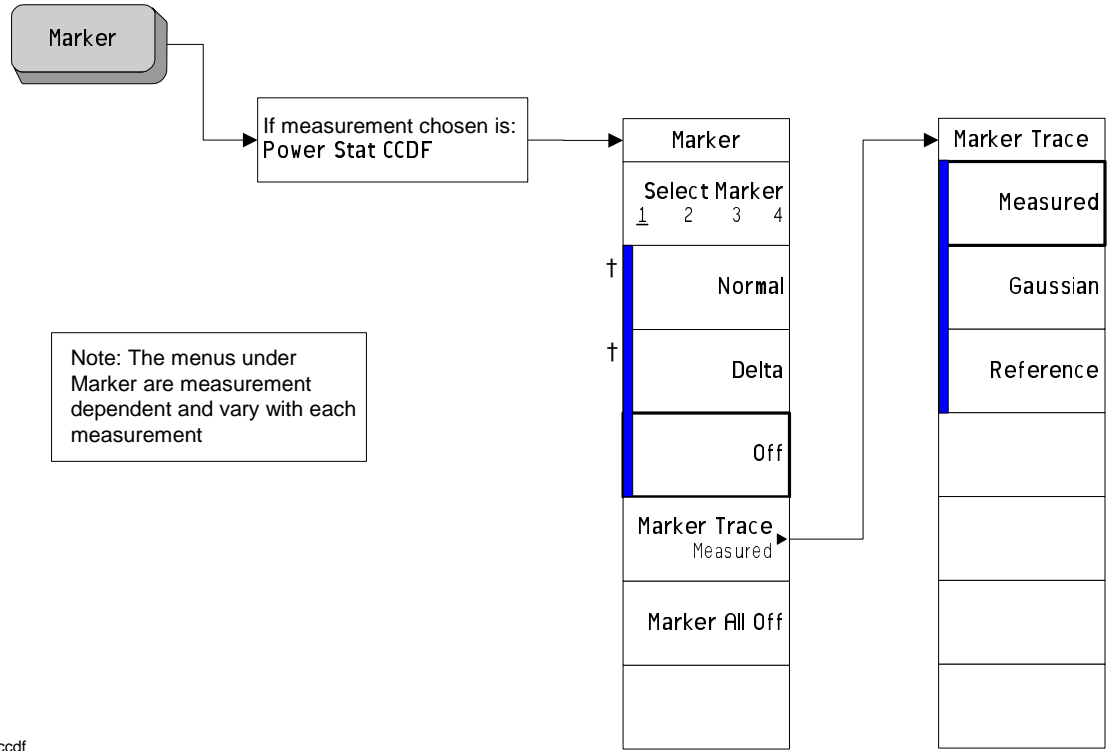 Marker
If measurement chosen is:
Power Stat CCDF
Note: The menus under
Marker are measurement
dependent and vary with each
measurement
Marker
Select Marker
1 2 3 4
†
Normal
†
Delta
Off
Marker Trace
Measured
Marker All Off
Marker Trace
Measured
Gaussian
Reference
ccdf